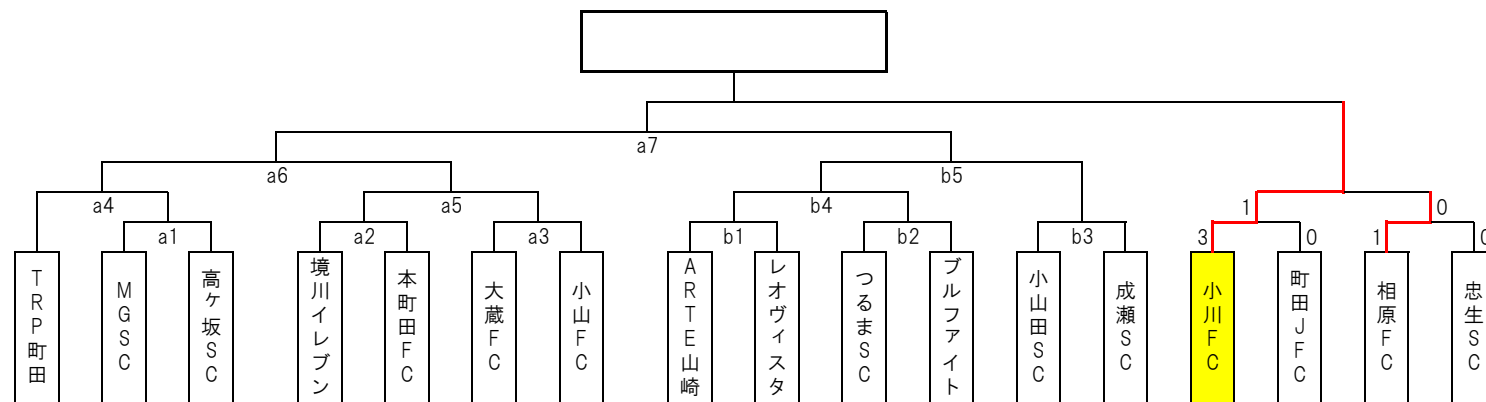 a7
a6
b5
a4
a5
b4
1
0
a1
a2
a3
b1
b2
b3
3
0
1
0
TRP町田
MGSC
高ヶ坂SC
境川イレブン
本町田FC
大蔵FC
小山FC
ARTE山崎
レオヴィスタ
つるまSC
ブルファイト
小山田SC
成瀬SC
小川FC
町田JFC
相原FC
忠生SC